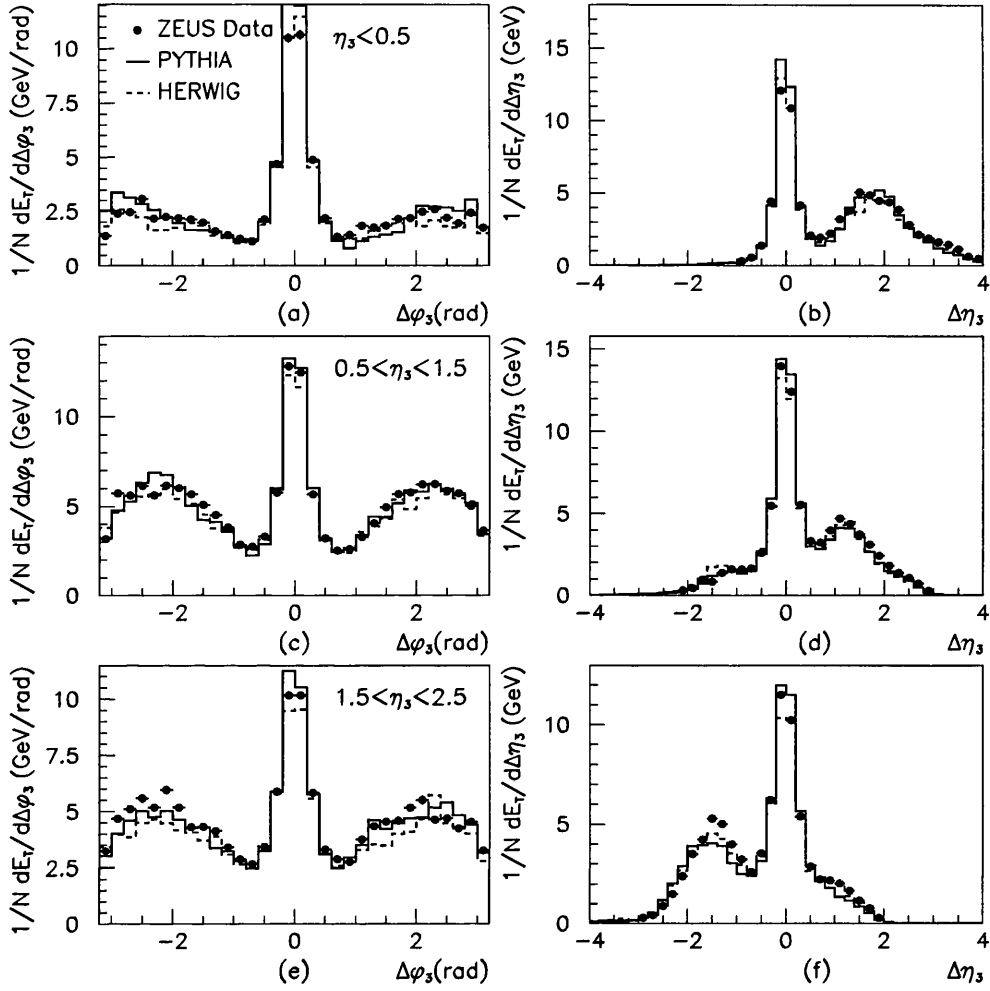 1/N dE_T/dΔφ₃ (GeV/rad)
10
7.5
5
2.5
0
● ZEUS Data
— PYTHIA
---- HERWIG
η₃<0.5
−2 0 2
(a) Δφ₃(rad)
1/N dE_T/dΔη₃ (GeV)
15
10
5
0
−4 −2 0 2 4
(b) Δη₃
1/N dE_T/dΔφ₃ (GeV/rad)
10
5
0
0.5<η₃<1.5
−2 0 2
(c) Δφ₃(rad)
1/N dE_T/dΔη₃ (GeV)
15
10
5
0
−4 −2 0 2 4
(d) Δη₃
1/N dE_T/dΔφ₃ (GeV/rad)
10
7.5
5
2.5
0
1.5<η₃<2.5
−2 0 2
(e) Δφ₃(rad)
1/N dE_T/dΔη₃ (GeV)
10
5
0
−4 −2 0 2 4
(f) Δη₃